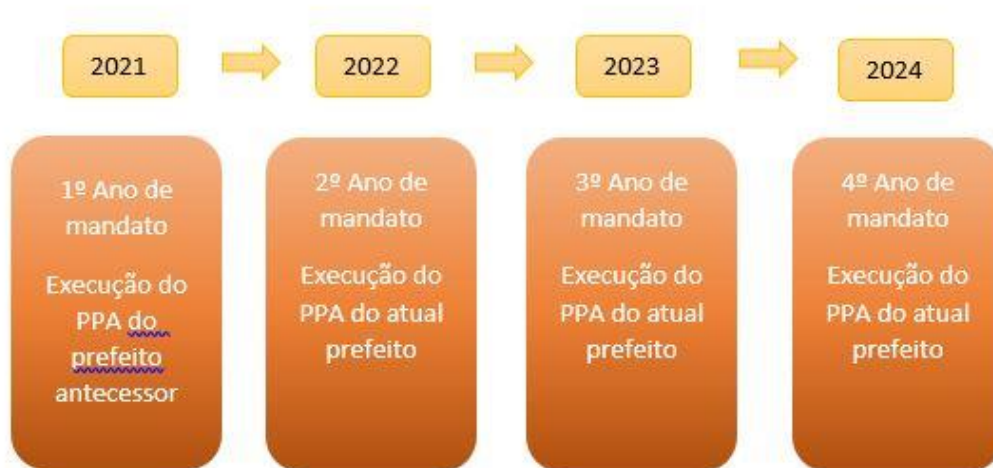 2021
2022
2023
2024
1º Ano de
mandato
Execução do
PPA do
prefeito
antecessor
2º Ano de
mandato
Execução do
PPA do atual
prefeito
3º Ano de
mandato
Execução do
PPA do atual
prefeito
4º Ano de
mandato
Execução do
PPA do atual
prefeito